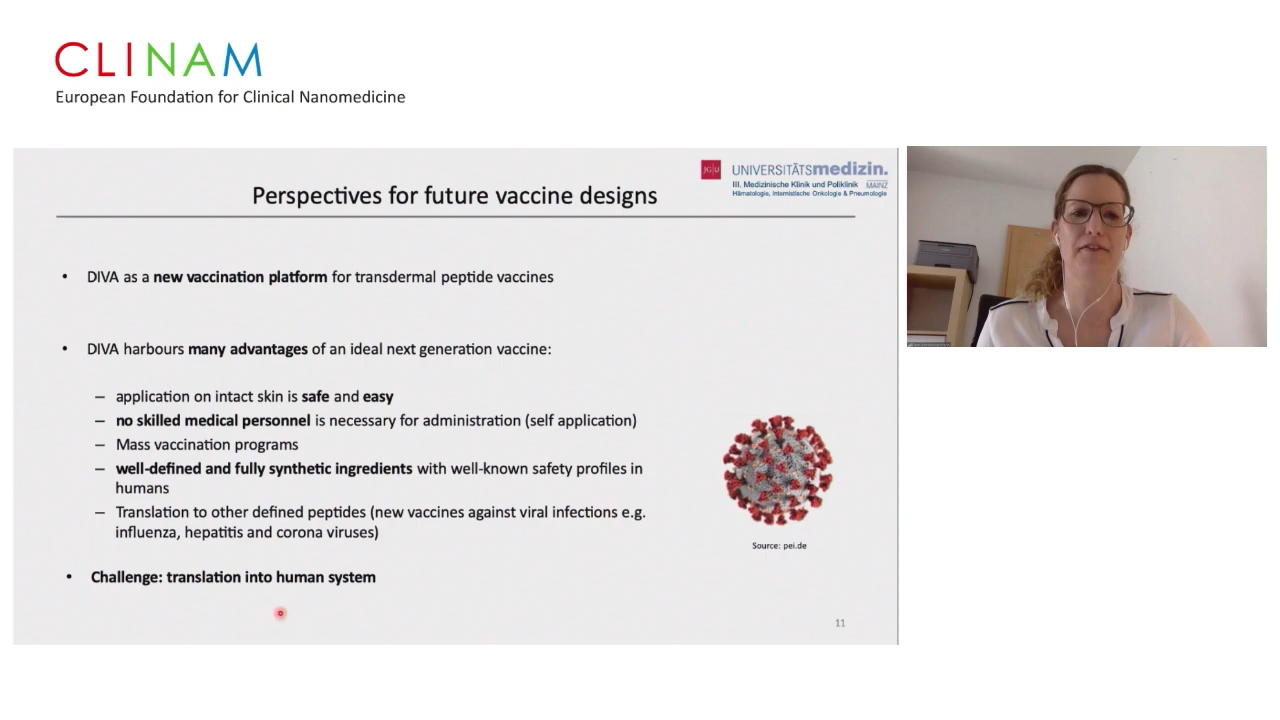 CLINAM
European Foundation for Clinical Nanomedicine
JG|U
UNIVERSITÄTSmedizin.
III. Medizinische Klinik und Poliklinik MAINZ
Hämatologie, Internistische Onkologie & Pneumologie
Perspectives for future vaccine designs
• DIVA as a new vaccination platform for transdermal peptide vaccines
• DIVA harbours many advantages of an ideal next generation vaccine:
– application on intact skin is safe and easy
– no skilled medical personnel is necessary for administration (self application)
– Mass vaccination programs
– well-defined and fully synthetic ingredients with well-known safety profiles in
humans
– Translation to other defined peptides (new vaccines against viral infections e.g.
influenza, hepatitis and corona viruses)
Source: pei.de
• Challenge: translation into human system
11